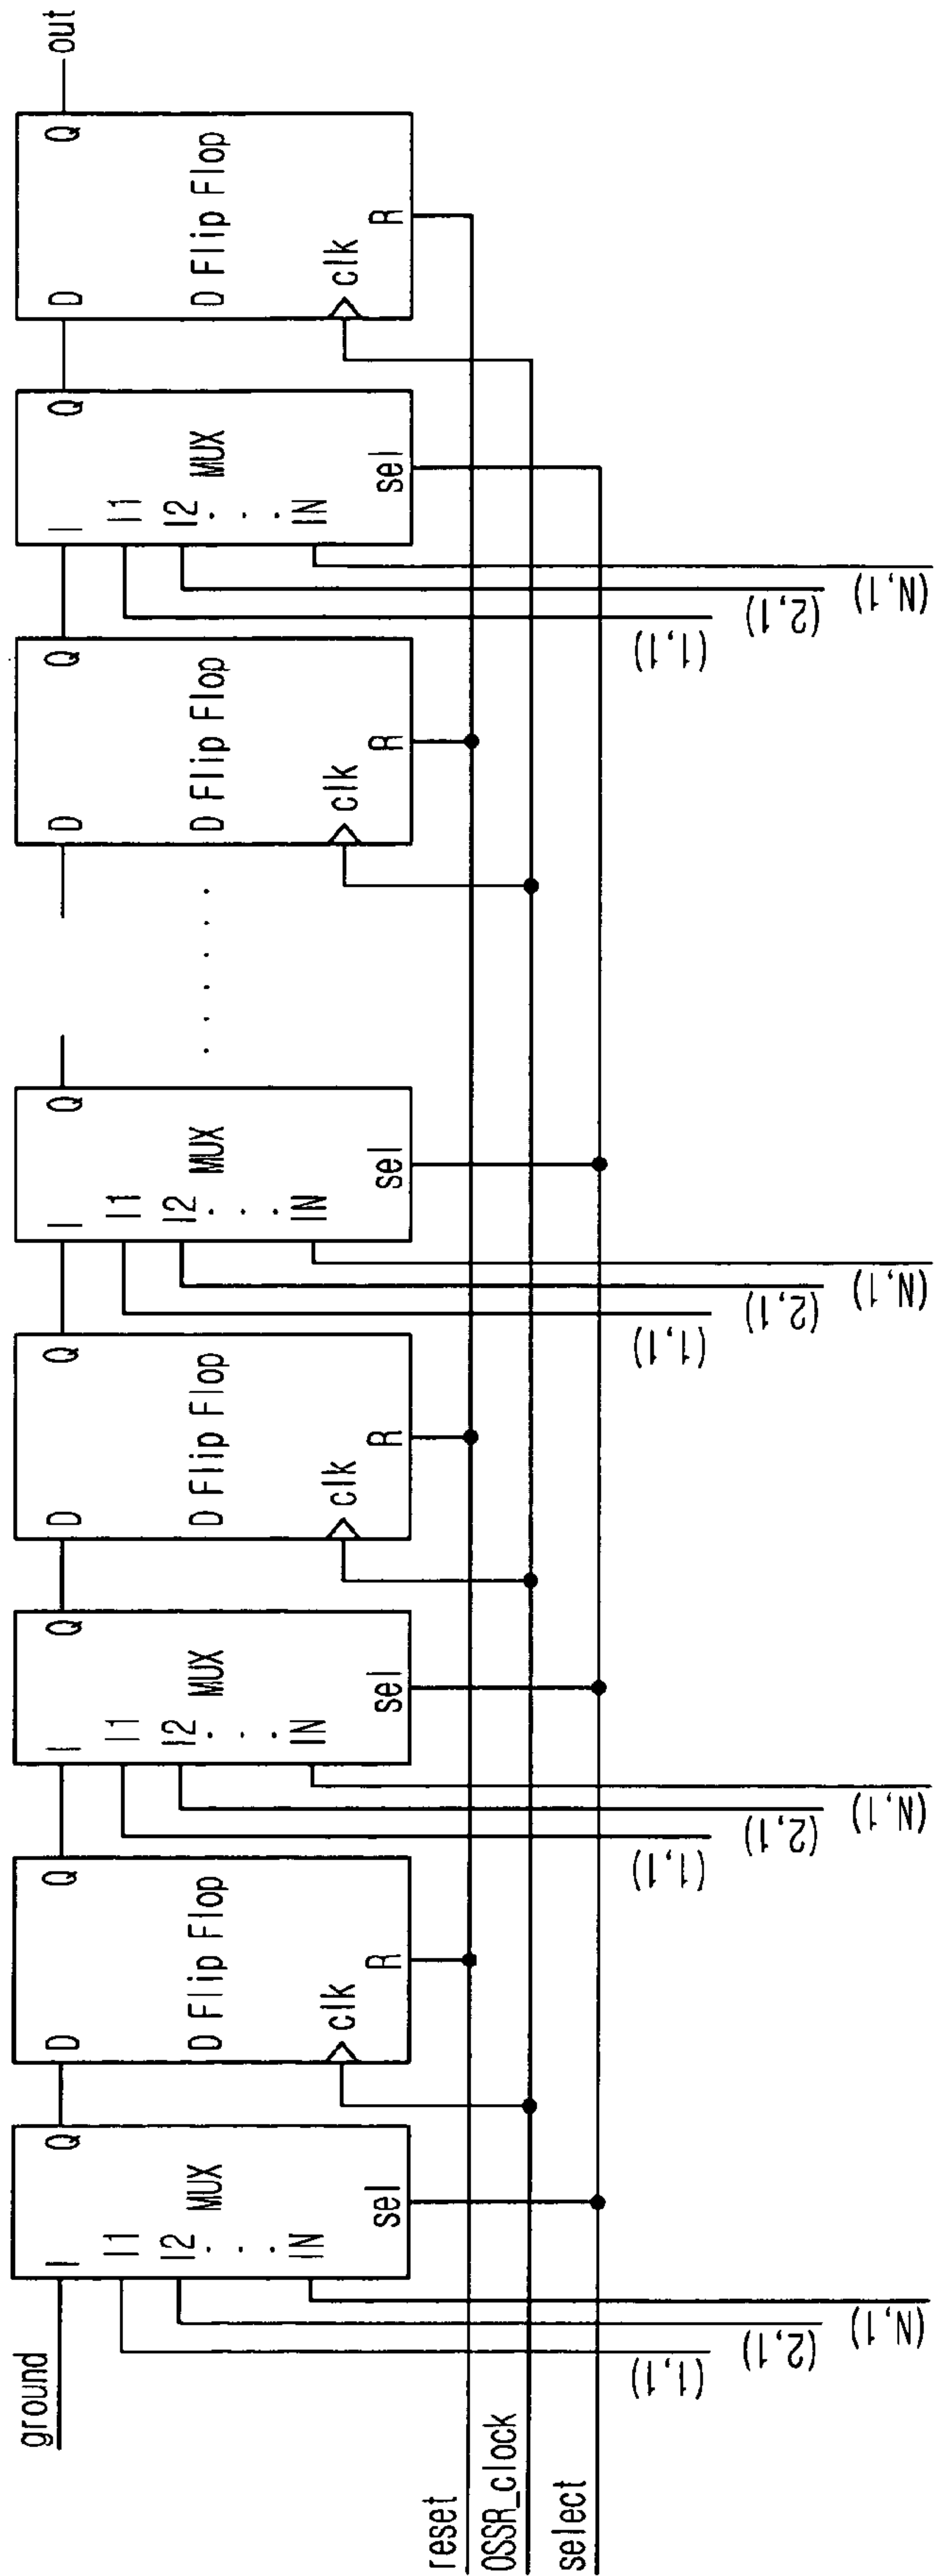 ground
I
I1
I2 . . .
IN
MUX
Q
sel
D
Q
D Flip Flop
clk
R
I
I1
I2 . . .
IN
MUX
Q
sel
D
Q
D Flip Flop
clk
R
I
I1
I2 . . .
IN
MUX
Q
sel
. . . . . .
D
Q
D Flip Flop
clk
R
I
I1
I2 . . .
IN
MUX
Q
sel
D
Q
D Flip Flop
clk
R
out
reset
OSSR_clock
select
(1,1)
(2,1)
(N,1)
(1,1)
(2,1)
(N,1)
(1,1)
(2,1)
(N,1)
(1,1)
(2,1)
(N,1)